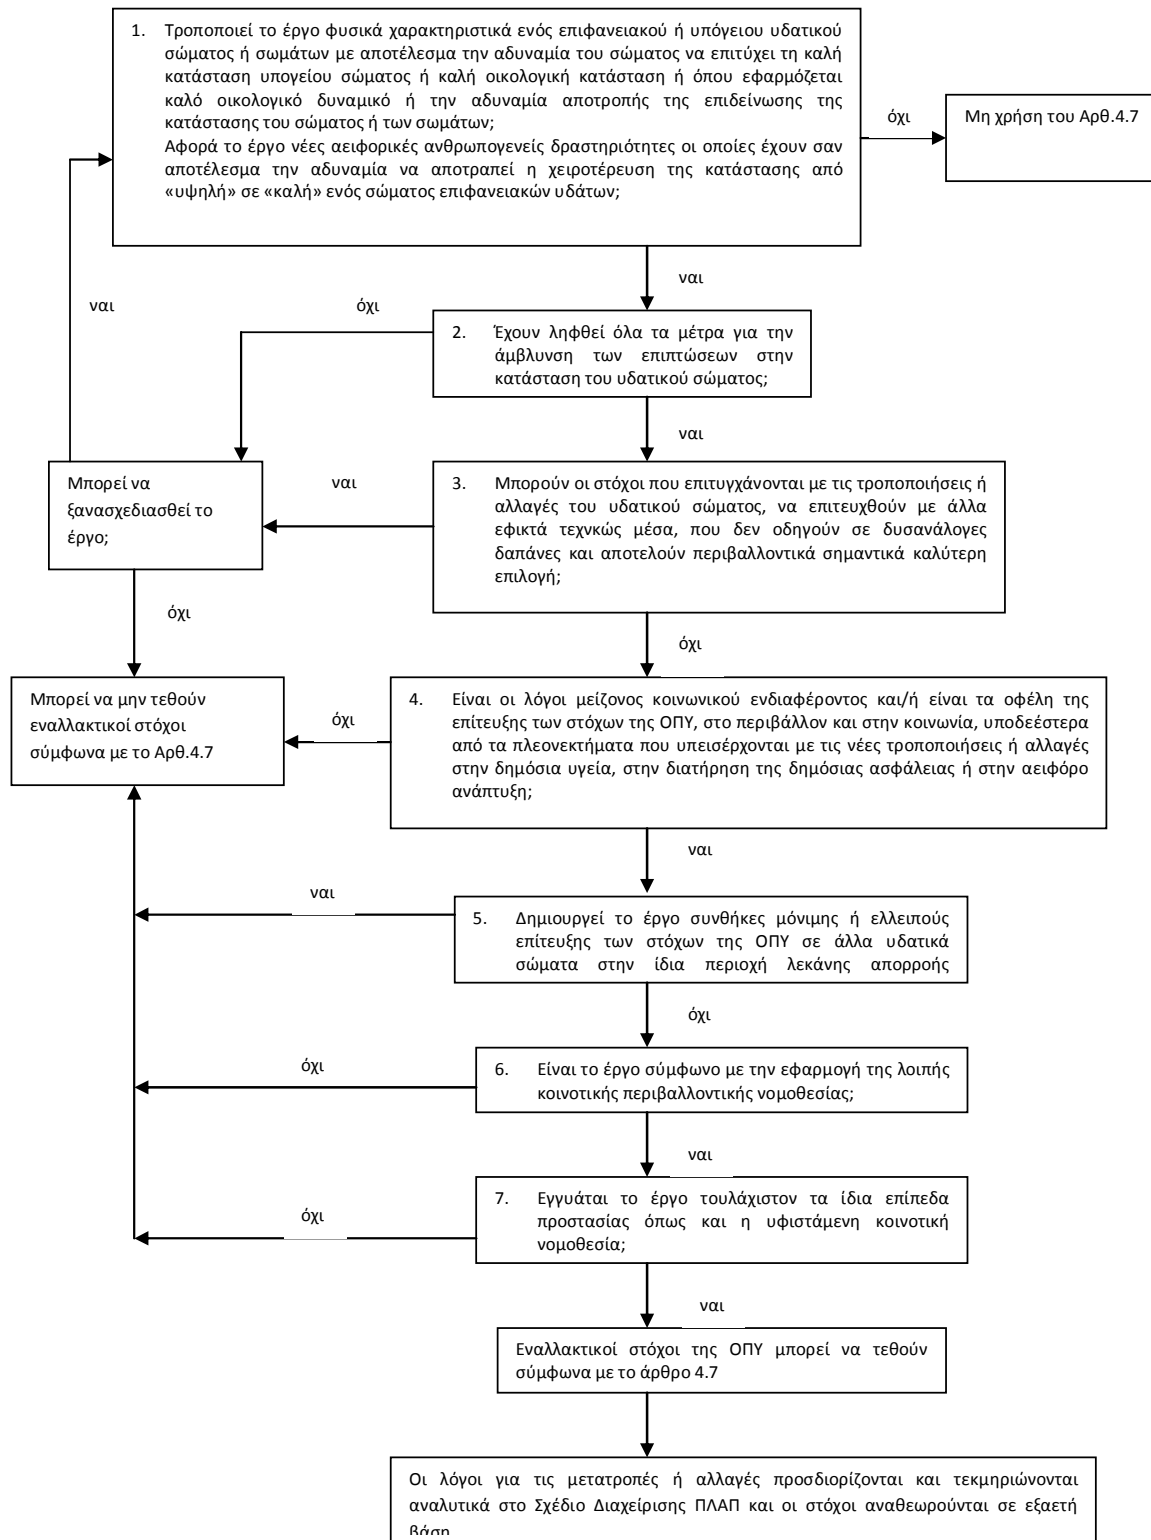 1. Τροποποιεί το έργο φυσικά χαρακτηριστικά ενός επιφανειακού ή υπόγειου υδατικού
σώματος ή σωμάτων με αποτέλεσμα την αδυναμία του σώματος να επιτύχει τη καλή
κατάσταση υπογείου σώματος ή καλή οικολογική κατάσταση ή όπου εφαρμόζεται
καλό οικολογικό δυναμικό ή την αδυναμία αποτροπής της επιδείνωσης της
κατάστασης του σώματος ή των σωμάτων;
Αφορά το έργο νέές αειφορικές ανθρωπογενείς δραστηριότητες οι οποίες έχουν σαν
αποτέλεσμα την αδυναμία να αποτραπεί η χειροτέρευση της κατάστασης από
«υψηλή» σε «καλή» ενός σώματος επιφανειακών υδάτων;
όχι
Μη χρήση του Αρθ.4.7
ναι
ναι
όχι
2. Έχουν ληφθεί όλα τα μέτρα για την
άμβλυνση των επιπτώσεων στην
κατάσταση του υδατικού σώματος;
ναι
Μπορεί να
ξανασχεδιασθεί το
έργο;
ναι
3. Μπορούν οι στόχοι που επιτυγχάνονται με τις τροποποιήσεις ή
αλλαγές του υδατικού σώματος, να επιτευχθούν με άλλα
εφικτά τεχνκώς μέσα, που δεν οδηγούν σε δυσανάλογες
δαπάνες και αποτελούν περιβαλλοντικά σημαντικά καλύτερη
επιλογή;
όχι
όχι
Μπορεί να μην τεθούν
εναλλακτικοί στόχοι
σύμφωνα με το Αρθ.4.7
όχι
4. Είναι οι λόγοι μείζονος κοινωνικού ενδιαφέροντος και/ή είναι τα οφέλη της
επίτευξης των στόχων της ΟΠΥ, στο περιβάλλον και στην κοινωνία, υποδεέστερα
από τα πλεονεκτήματα που υπεισέρχονται με τις νέες τροποποιήσεις ή αλλαγές
στην δημόσια υγεία, στην διατήρηση της δημόσιας ασφάλειας ή στην αειφόρο
ανάπτυξη;
ναι
ναι
5. Δημιουργεί το έργο συνθήκες μόνιμης ή ελλειπούς
επίτευξης των στόχων της ΟΠΥ σε άλλα υδατικά
σώματα στην ίδια περιοχή λεκάνης απορροής
όχι
όχι
6. Είναι το έργο σύμφωνο με την εφαρμογή της λοιπής
κοινοτικής περιβαλλοντικής νομοθεσίας;
ναι
όχι
7. Εγγυάται το έργο τουλάχιστον τα ίδια επίπεδα
προστασίας όπως και η υφιστάμενη κοινοτική
νομοθεσία;
ναι
Εναλλακτικοί στόχοι της ΟΠΥ μπορεί να τεθούν
σύμφωνα με το άρθρο 4.7
Οι λόγοι για τις μετατροπές ή αλλαγές προσδιορίζονται και τεκμηριώνονται
αναλυτικά στο Σχέδιο Διαχείρισης ΠΛΑΠ και οι στόχοι αναθεωρούνται σε εξαετή
βάση